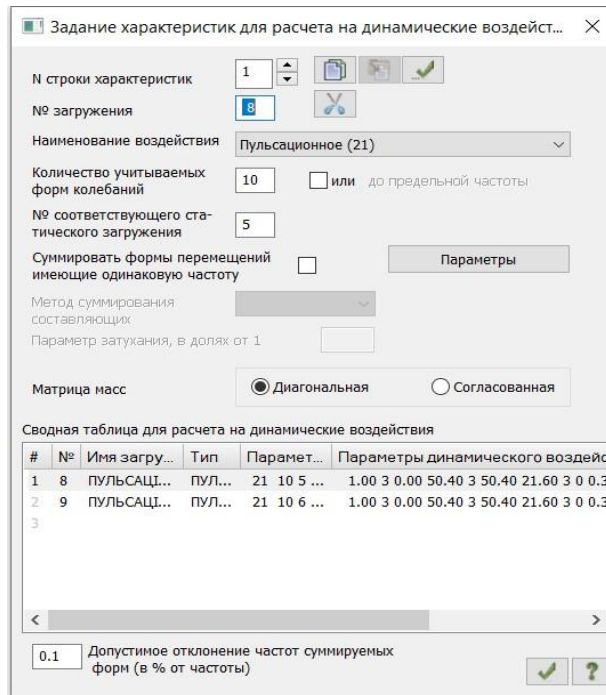 Задание характеристик для расчета на динамические воздейст...
N строки характеристик 1
№ загружения 8
Наименование воздействия Пульсационное (21)
Количество учитываемых
форм колебаний 10 или до предельной частоты
№ соответствующего ста-
тического загружения 5
Суммировать формы перемещений
имеющие одинаковую частоту Параметры
Метод суммирования
составляющих
Параметр затухания, в долях от 1
Матрица масс Диагональная Согласованная
Сводная таблица для расчета на динамические воздействия
# № Имя загру... Тип Парамет... Параметры динамического воздейс
1 8 ПУЛЬСАЦІ... ПУЛ... 21 10 5 ... 1.00 3 0.00 50.40 3 50.40 21.60 3 0 0.3
2 9 ПУЛЬСАЦІ... ПУЛ... 21 10 6 ... 1.00 3 0.00 50.40 3 50.40 21.60 3 0 0.3
3
0.1 Допустимое отклонение частот суммируемых
форм (в % от частоты)